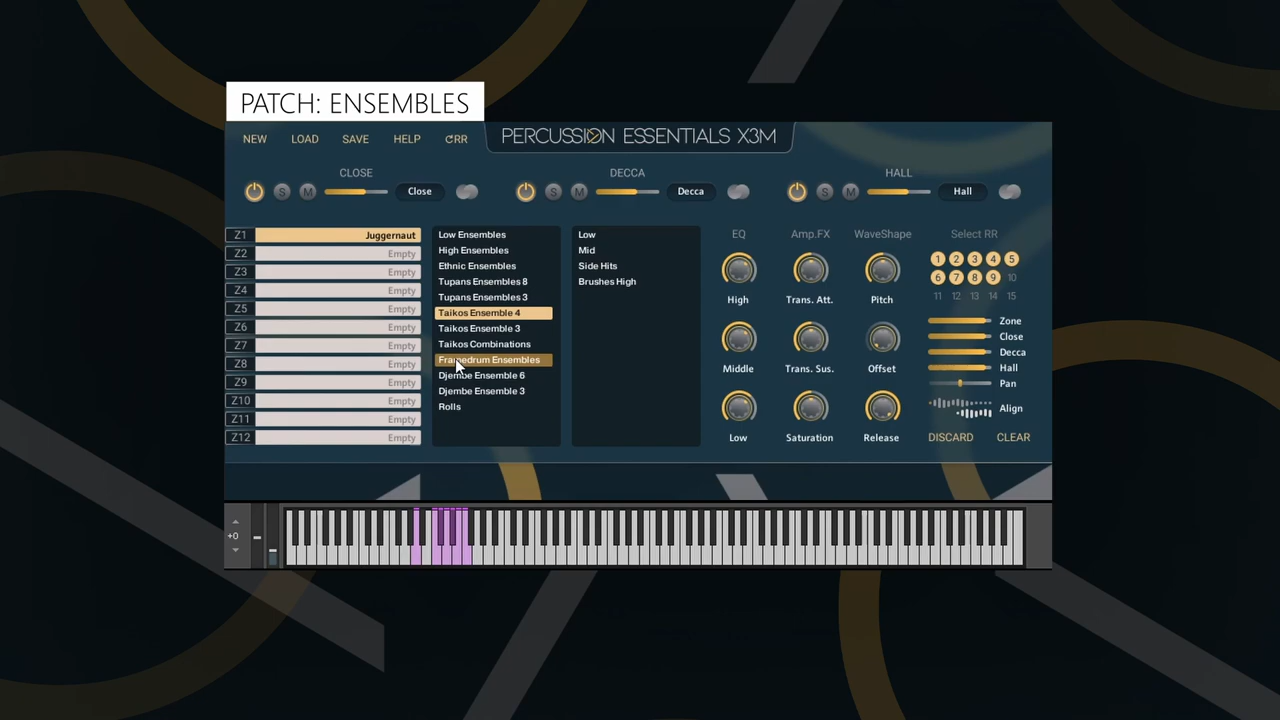 PATCH: ENSEMBLES
NEW LOAD SAVE HELP RR PERCUSSION ESSENTIALS X3M
CLOSE DECCA HALL
S M Close S M Decca S M Hall
Z1 Juggernaut
Z2 Empty
Z3 Empty
Z4 Empty
Z5 Empty
Z6 Empty
Z7 Empty
Z8 Empty
Z9 Empty
Z10 Empty
Z11 Empty
Z12 Empty
Low Ensembles
High Ensembles
Ethnic Ensembles
Tupans Ensembles 8
Tupans Ensembles 3
Taikos Ensemble 4
Taikos Ensemble 3
Taikos Combinations
Framedrum Ensembles
Djembe Ensemble 6
Djembe Ensemble 3
Rolls
Low
Mid
Side Hits
Brushes High
EQ Amp.FX WaveShape
High Trans. Att. Pitch
Middle Trans. Sus. Offset
Low Saturation Release
Select RR
1 2 3 4 5
6 7 8 9 10
11 12 13 14 15
Zone
Close
Decca
Hall
Pan
Align
DISCARD CLEAR
+0